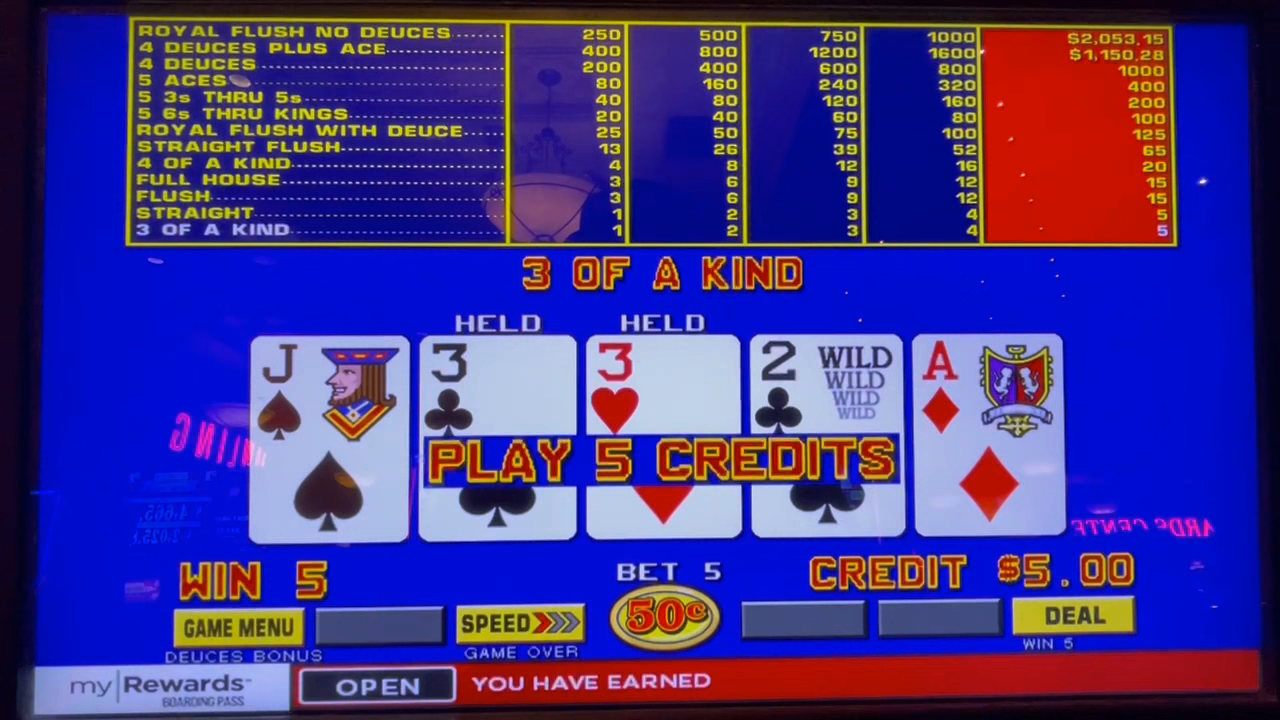 ROYAL FLUSH NO DEUCES 250 500 750 1000 $2,053.15
4 DEUCES PLUS ACE 400 800 1200 1600 $1,150.28
4 DEUCES 200 400 600 800 1000
5 ACES 80 160 240 320 400
5 3s THRU 5s 40 80 120 160 200
5 6s THRU KINGS 20 40 60 80 100
ROYAL FLUSH WITH DEUCE 25 50 75 100 125
STRAIGHT FLUSH 13 26 39 52 65
4 OF A KIND 4 8 12 16 20
FULL HOUSE 3 6 9 12 15
FLUSH 3 6 9 12 15
STRAIGHT 1 2 3 4 5
3 OF A KIND 1 2 3 4 5
3 OF A KIND
HELD HELD
J 3 3 2 A
WILD
WILD
WILD
WILD
PLAY 5 CREDITS
WIN 5 BET 5 CREDIT $5.00
GAME MENU SPEED 50¢ DEAL
DEUCES BONUS GAME OVER WIN 5
my|Rewards OPEN YOU HAVE EARNED
BOARDING PASS